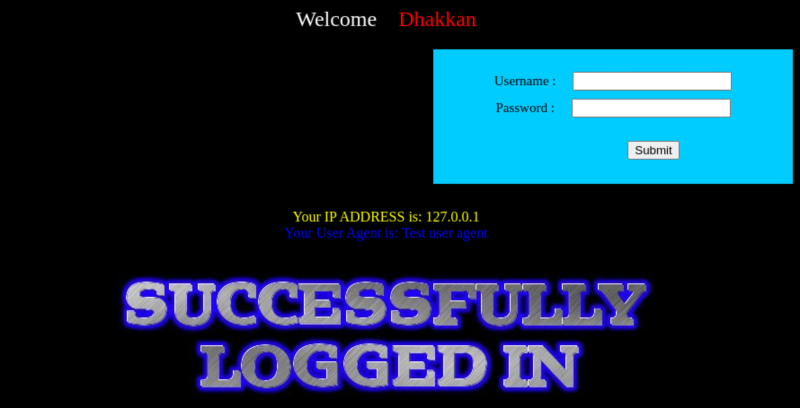 Welcome Dhakkan
Username :
Password :
Submit
Your IP ADDRESS is: 127.0.0.1
Your User Agent is: Test user agent
SUCCESSFULLY
LOGGED IN